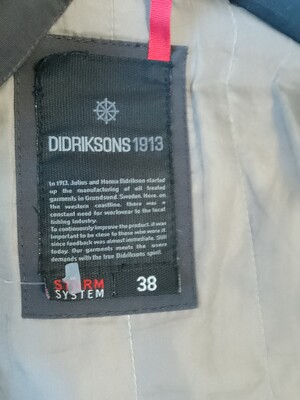 DIDRIKSONS 1913
In 1913, Julius and Hanna Didrikson started
up the manufacturing of oil treated
garments in Grundsund, Sweden. Here on
the western coastline, there was a
constant need for workwear to the local
fishing industry.
To continuously improve the product, it was
important to be close to those who wore it
since feedback was almost immediate. Still
today, Our garments meets the users
demands with the true Didriksons spirit.
STORM
SYSTEM
38